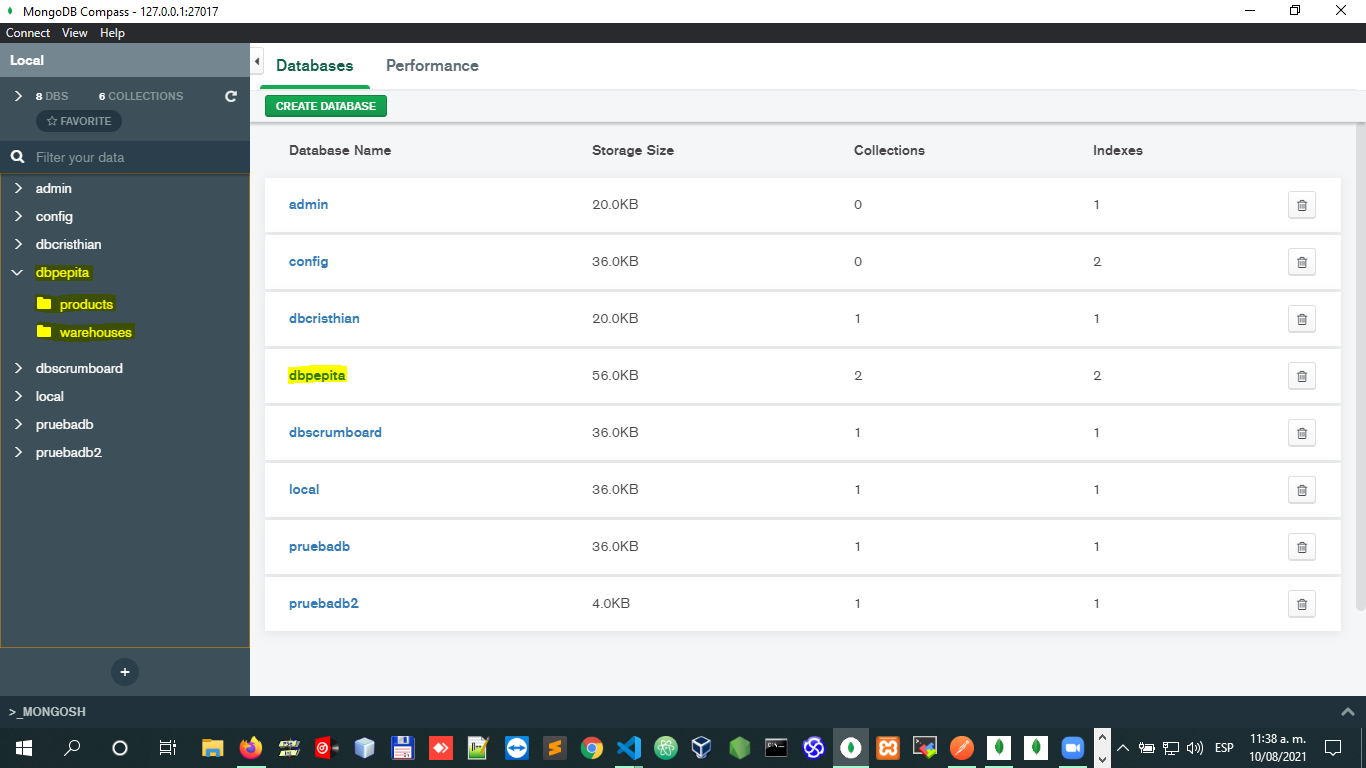 MongoDB Compass - 127.0.0.1:27017
Connect View Help
Local
Databases Performance
8 DBS 6 COLLECTIONS
FAVORITE
CREATE DATABASE
Filter your data
admin
config
dbcristhian
dbpepita
products
warehouses
dbscrumboard
local
pruebadb
pruebadb2
Database Name Storage Size Collections Indexes
admin 20.0KB 0 1
config 36.0KB 0 2
dbcristhian 20.0KB 1 1
dbpepita 56.0KB 2 2
dbscrumboard 36.0KB 1 1
local 36.0KB 1 1
pruebadb 36.0KB 1 1
pruebadb2 4.0KB 1 1
>_MONGOSH
ESP
11:38 a. m.
10/08/2021